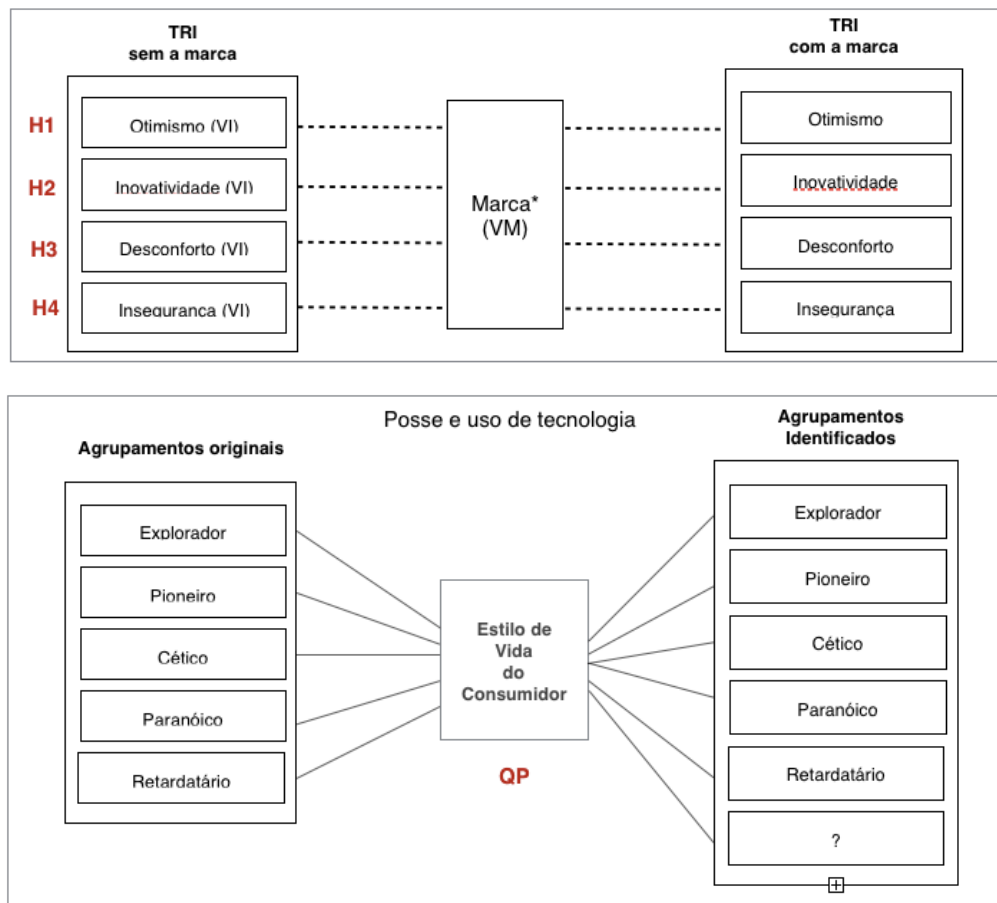 TRI
sem a marca
TRI
com a marca
H1
Otimismo (VI)
Otimismo
H2
Inovatividade (VI)
Inovatividade
Marca*
(VM)
H3
Desconforto (VI)
Desconforto
H4
Insegurança (VI)
Insegurança
Posse e uso de tecnologia
Agrupamentos originais
Agrupamentos
Identificados
Explorador
Pioneiro
Cético
Paranóico
Retardatário
Estilo de
Vida
do
Consumidor
QP
Explorador
Pioneiro
Cético
Paranóico
Retardatário
?